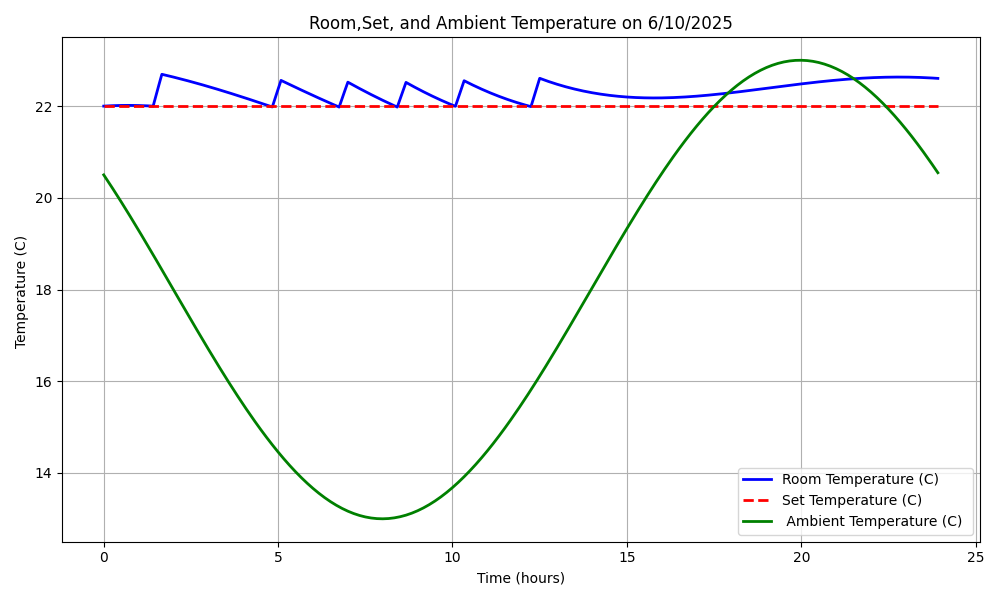 Room,Set, and Ambient Temperature on 6/10/2025
Temperature (C)
22
20
18
16
14
0
5
10
15
20
25
Time (hours)
Room Temperature (C)
Set Temperature (C)
Ambient Temperature (C)